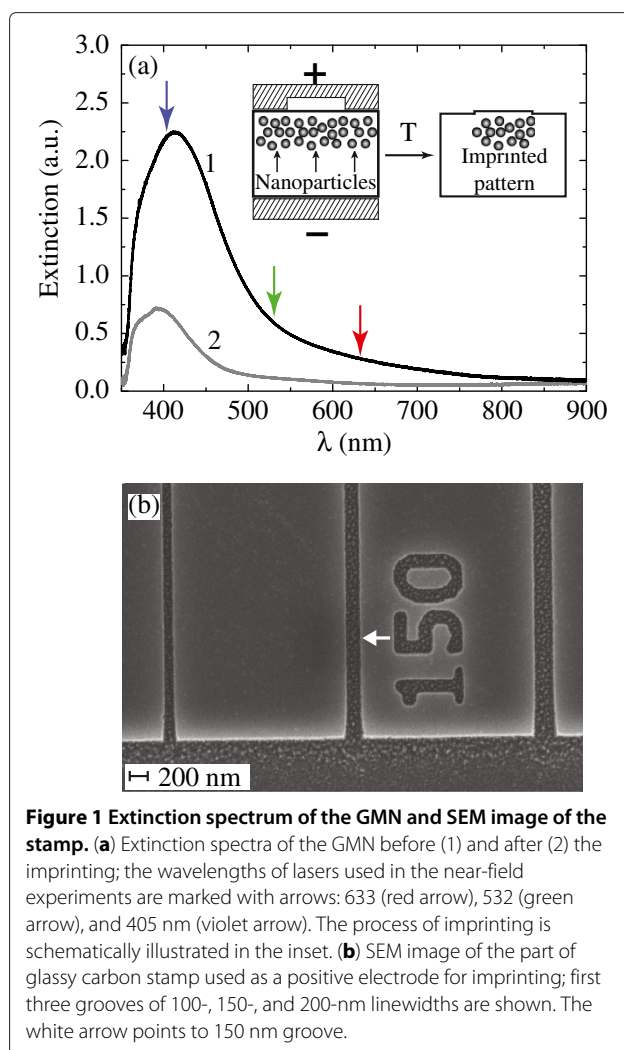 (a)
3.0
2.5
2.0
1.5
1.0
0.5
0.0
Extinction (a.u.)
1
2
+
Nanoparticles
−
T
Imprinted
pattern
400 500 600 700 800 900
λ (nm)
(b)
150
200 nm
Figure 1 Extinction spectrum of the GMN and SEM image of the
stamp. (a) Extinction spectra of the GMN before (1) and after (2) the
imprinting; the wavelengths of lasers used in the near-field
experiments are marked with arrows: 633 (red arrow), 532 (green
arrow), and 405 nm (violet arrow). The process of imprinting is
schematically illustrated in the inset. (b) SEM image of the part of
glassy carbon stamp used as a positive electrode for imprinting; first
three grooves of 100-, 150-, and 200-nm linewidths are shown. The
white arrow points to 150 nm groove.